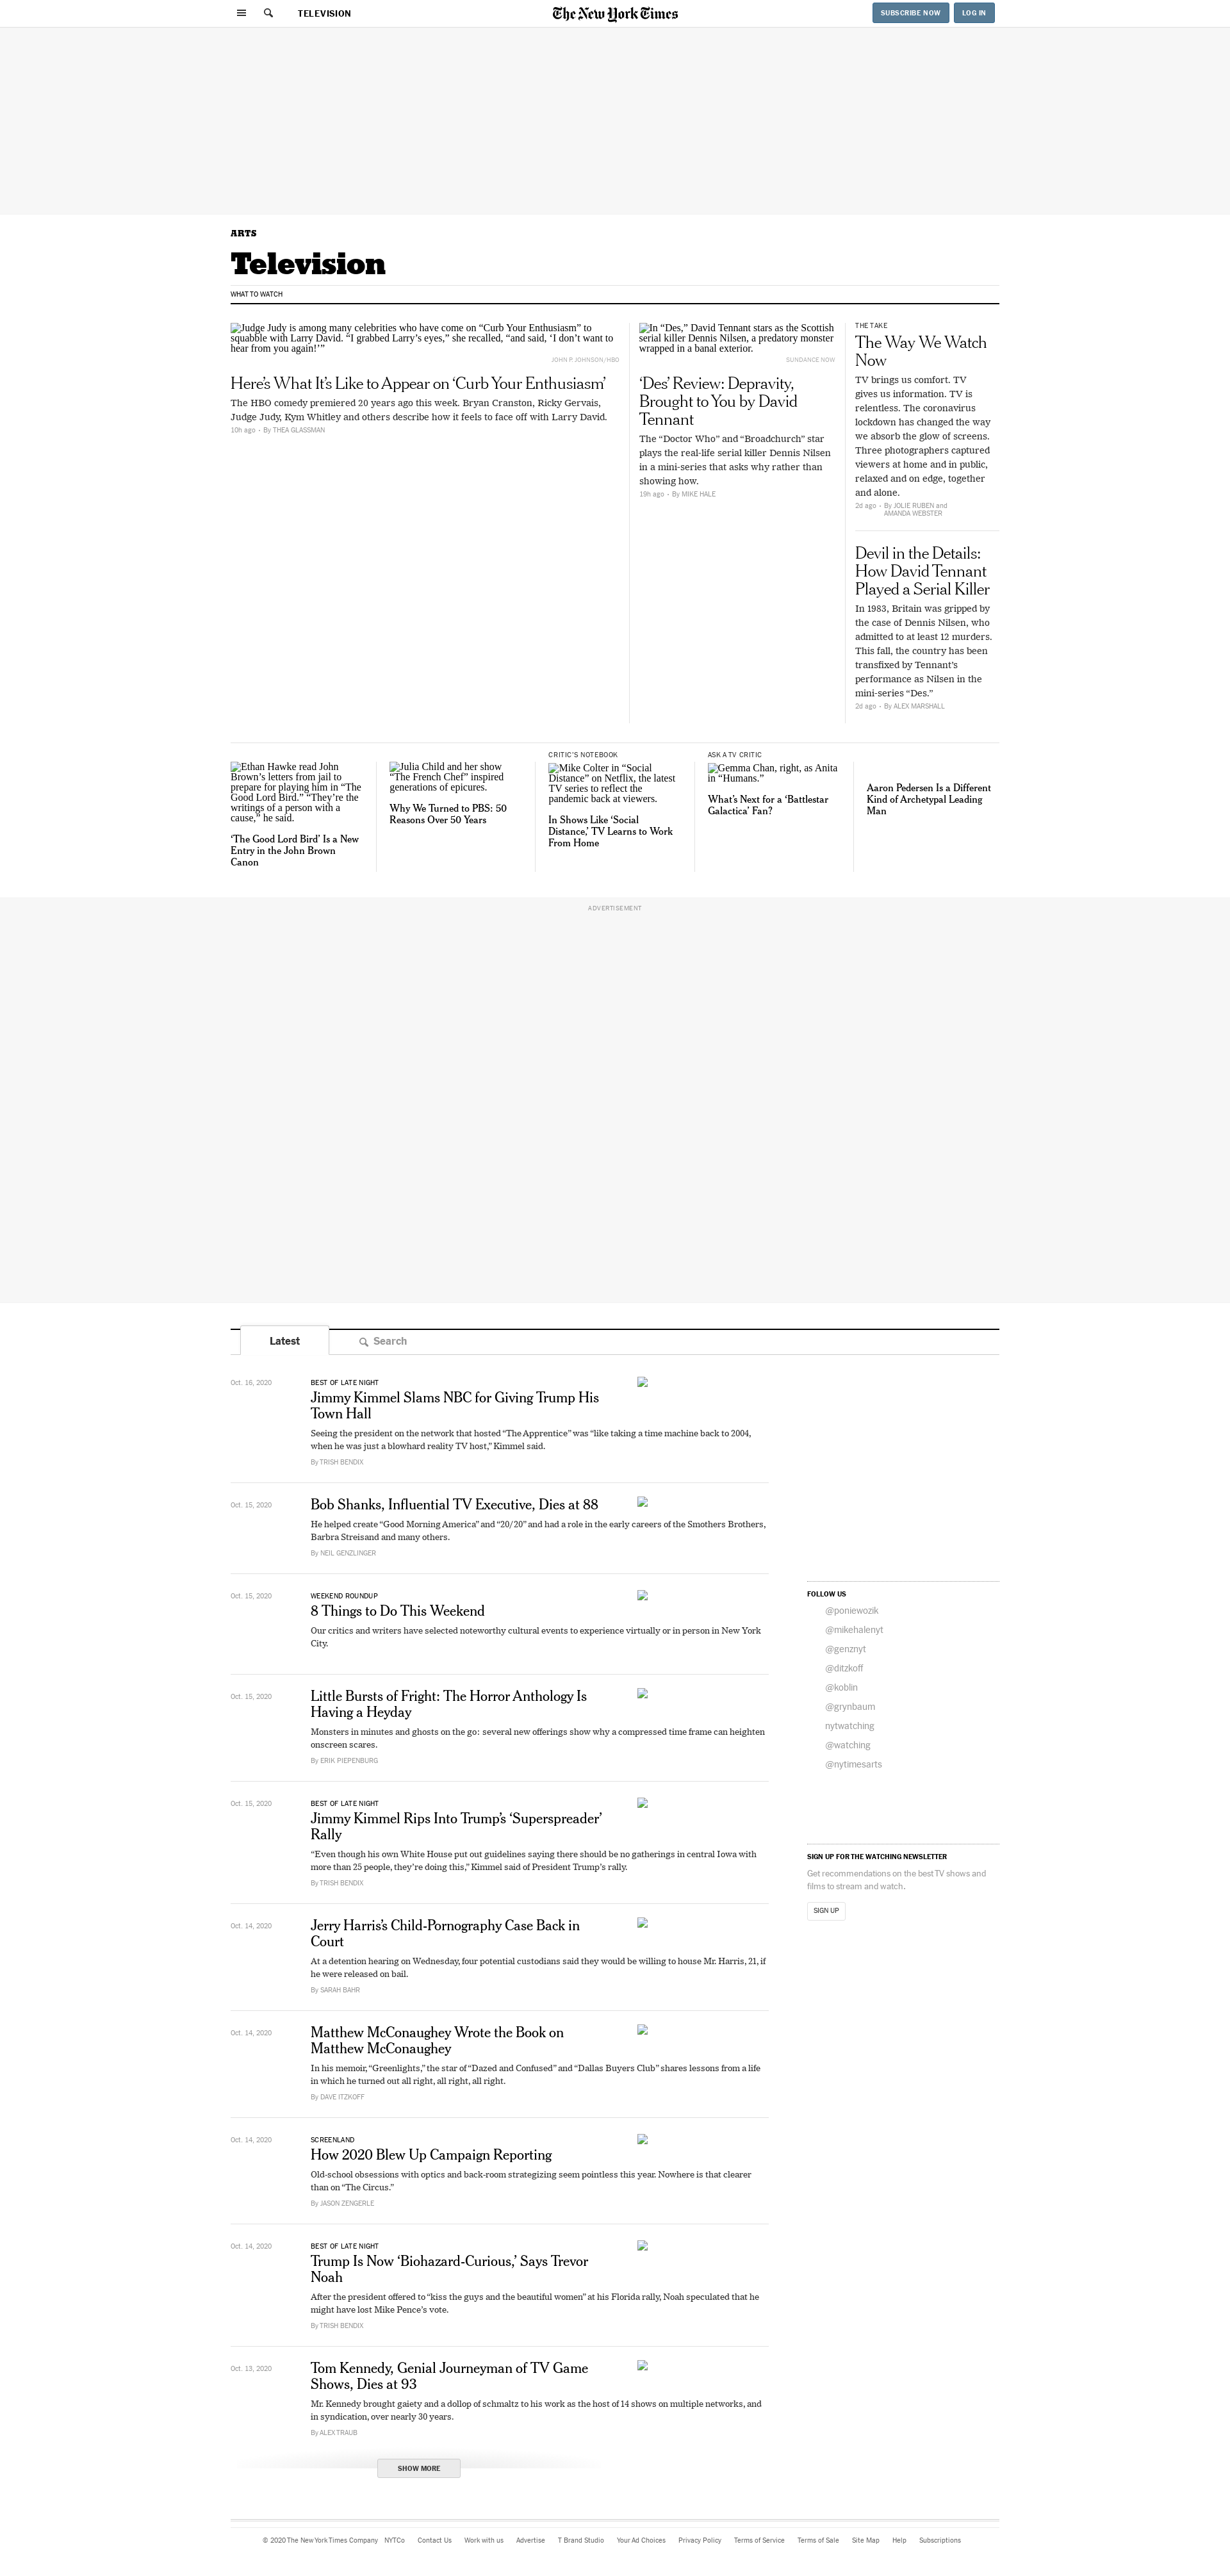 TELEVISION
The New York Times
SUBSCRIBE NOW
LOG IN
ARTS
Television
WHAT TO WATCH
Judge Judy is among many celebrities who have come on “Curb Your Enthusiasm” to
squabble with Larry David. “I grabbed Larry’s eyes,” she recalled, “and said, ‘I don’t want to
hear from you again!’”
JOHN P. JOHNSON/HBO
Here’s What It’s Like to Appear on ‘Curb Your Enthusiasm’
The HBO comedy premiered 20 years ago this week. Bryan Cranston, Ricky Gervais,
Judge Judy, Kym Whitley and others describe how it feels to face off with Larry David.
10h ago • By THEA GLASSMAN
In “Des,” David Tennant stars as the Scottish
serial killer Dennis Nilsen, a predatory monster
wrapped in a banal exterior.
SUNDANCE NOW
‘Des’ Review: Depravity,
Brought to You by David
Tennant
The “Doctor Who” and “Broadchurch” star
plays the real-life serial killer Dennis Nilsen
in a mini-series that asks why rather than
showing how.
19h ago • By MIKE HALE
THE TAKE
The Way We Watch
Now
TV brings us comfort. TV
gives us information. TV is
relentless. The coronavirus
lockdown has changed the way
we absorb the glow of screens.
Three photographers captured
viewers at home and in public,
relaxed and on edge, together
and alone.
2d ago • By JOLIE RUBEN and
AMANDA WEBSTER
Devil in the Details:
How David Tennant
Played a Serial Killer
In 1983, Britain was gripped by
the case of Dennis Nilsen, who
admitted to at least 12 murders.
This fall, the country has been
transfixed by Tennant’s
performance as Nilsen in the
mini-series “Des.”
2d ago • By ALEX MARSHALL
Ethan Hawke read John
Brown’s letters from jail to
prepare for playing him in “The
Good Lord Bird.” “They’re the
writings of a person with a
cause,” he said.
‘The Good Lord Bird’ Is a New
Entry in the John Brown
Canon
Julia Child and her show
“The French Chef” inspired
generations of epicures.
Why We Turned to PBS: 50
Reasons Over 50 Years
CRITIC’S NOTEBOOK
Mike Colter in “Social
Distance” on Netflix, the latest
TV series to reflect the
pandemic back at viewers.
In Shows Like ‘Social
Distance,’ TV Learns to Work
From Home
ASK A TV CRITIC
Gemma Chan, right, as Anita
in “Humans.”
What’s Next for a ‘Battlestar
Galactica’ Fan?
Aaron Pedersen Is a Different
Kind of Archetypal Leading
Man
ADVERTISEMENT
Latest
Search
Oct. 16, 2020
BEST OF LATE NIGHT
Jimmy Kimmel Slams NBC for Giving Trump His
Town Hall
Seeing the president on the network that hosted “The Apprentice” was “like taking a time machine back to 2004,
when he was just a blowhard reality TV host,” Kimmel said.
By TRISH BENDIX
Oct. 15, 2020
Bob Shanks, Influential TV Executive, Dies at 88
He helped create “Good Morning America” and “20/20” and had a role in the early careers of the Smothers Brothers,
Barbra Streisand and many others.
By NEIL GENZLINGER
Oct. 15, 2020
WEEKEND ROUNDUP
8 Things to Do This Weekend
Our critics and writers have selected noteworthy cultural events to experience virtually or in person in New York
City.
Oct. 15, 2020
Little Bursts of Fright: The Horror Anthology Is
Having a Heyday
Monsters in minutes and ghosts on the go: several new offerings show why a compressed time frame can heighten
onscreen scares.
By ERIK PIEPENBURG
Oct. 15, 2020
BEST OF LATE NIGHT
Jimmy Kimmel Rips Into Trump’s ‘Superspreader’
Rally
“Even though his own White House put out guidelines saying there should be no gatherings in central Iowa with
more than 25 people, they’re doing this,” Kimmel said of President Trump’s rally.
By TRISH BENDIX
Oct. 14, 2020
Jerry Harris’s Child-Pornography Case Back in
Court
At a detention hearing on Wednesday, four potential custodians said they would be willing to house Mr. Harris, 21, if
he were released on bail.
By SARAH BAHR
Oct. 14, 2020
Matthew McConaughey Wrote the Book on
Matthew McConaughey
In his memoir, “Greenlights,” the star of “Dazed and Confused” and “Dallas Buyers Club” shares lessons from a life
in which he turned out all right, all right, all right.
By DAVE ITZKOFF
Oct. 14, 2020
SCREENLAND
How 2020 Blew Up Campaign Reporting
Old-school obsessions with optics and back-room strategizing seem pointless this year. Nowhere is that clearer
than on “The Circus.”
By JASON ZENGERLE
Oct. 14, 2020
BEST OF LATE NIGHT
Trump Is Now ‘Biohazard-Curious,’ Says Trevor
Noah
After the president offered to “kiss the guys and the beautiful women” at his Florida rally, Noah speculated that he
might have lost Mike Pence’s vote.
By TRISH BENDIX
Oct. 13, 2020
Tom Kennedy, Genial Journeyman of TV Game
Shows, Dies at 93
Mr. Kennedy brought gaiety and a dollop of schmaltz to his work as the host of 14 shows on multiple networks, and
in syndication, over nearly 30 years.
By ALEX TRAUB
SHOW MORE
FOLLOW US
@poniewozik
@mikehalenyt
@genznyt
@ditzkoff
@koblin
@grynbaum
nytwatching
@watching
@nytimesarts
SIGN UP FOR THE WATCHING NEWSLETTER
Get recommendations on the best TV shows and
films to stream and watch.
SIGN UP
© 2020 The New York Times Company NYTCo Contact Us Work with us Advertise T Brand Studio Your Ad Choices Privacy Policy Terms of Service Terms of Sale Site Map Help Subscriptions